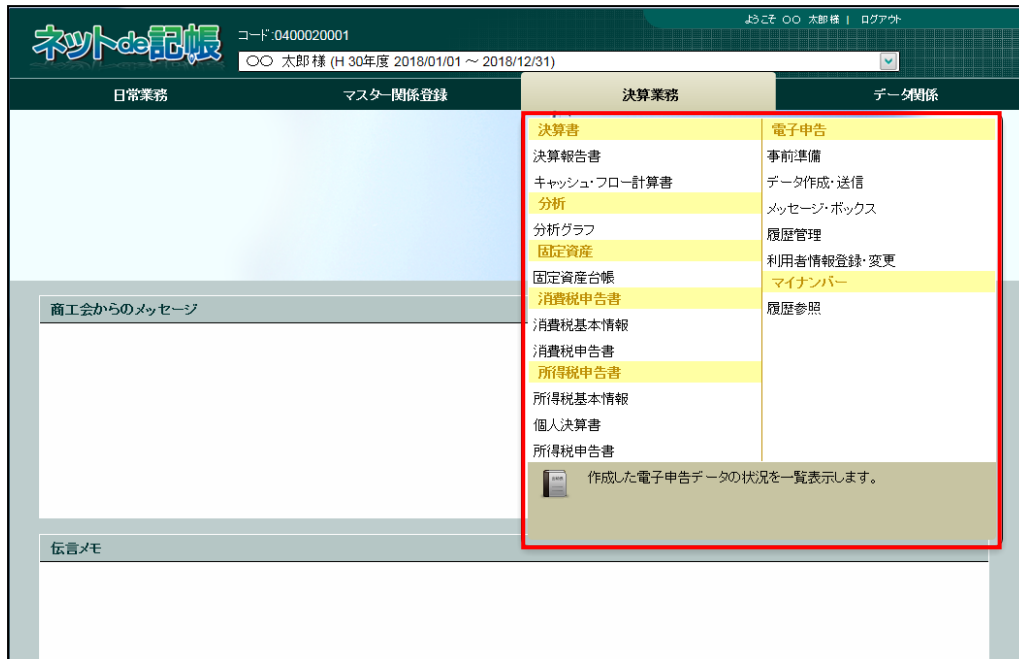 ようこそ 〇〇 太郎様 | ログアウト
ネットde記帳
コード:0400020001
〇〇 太郎様 (H 30年度 2018/01/01 ～ 2018/12/31)
日常業務 マスター関係登録 決算業務 データ関係
決算書
決算報告書
キャッシュ・フロー計算書
分析
分析グラフ
固定資産
固定資産台帳
消費税申告書
消費税基本情報
消費税申告書
所得税申告書
所得税基本情報
個人決算書
所得税申告書
電子申告
事前準備
データ作成・送信
メッセージ・ボックス
履歴管理
利用者情報登録・変更
マイナンバー
履歴参照
作成した電子申告データの状況を一覧表示します。
商工会からのメッセージ
伝言メモ